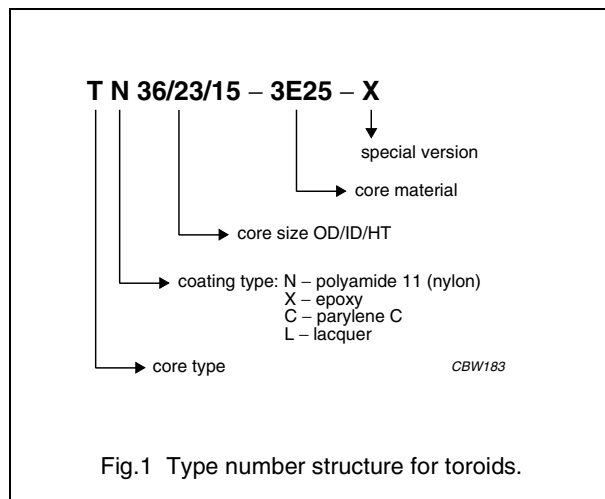 T N 36/23/15 – 3E25 – X
special version
core material
core size OD/ID/HT
coating type: N – polyamide 11 (nylon)
X – epoxy
C – parylene C
L – lacquer
core type
CBW183
Fig.1 Type number structure for toroids.